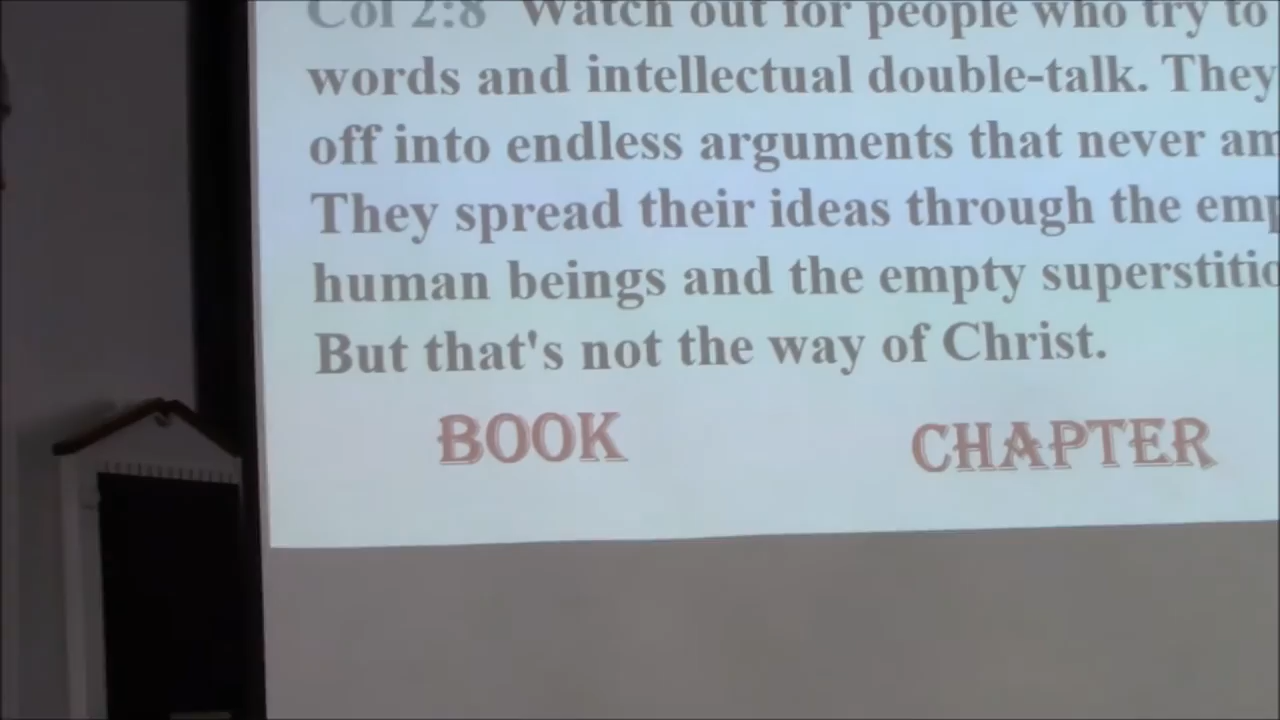 Col 2:8 Watch out for people who try to
words and intellectual double-talk. They
off into endless arguments that never am
They spread their ideas through the emp
human beings and the empty superstitio
But that's not the way of Christ.
BOOK CHAPTER